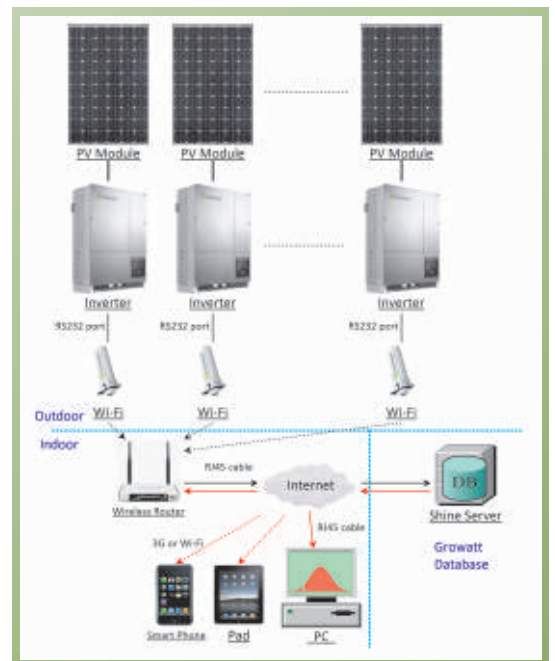 PV Module PV Module PV Module
Inverter Inverter Inverter
RS232 port RS232 port RS232 port
Outdoor Wi-Fi Wi-Fi Wi-Fi
Indoor
RJ45 cable
Internet
DB
Wireless Router
Shine Server
RJ45 cable
3G or Wi-Fi
Growatt
Database
Smart Phone Pad PC